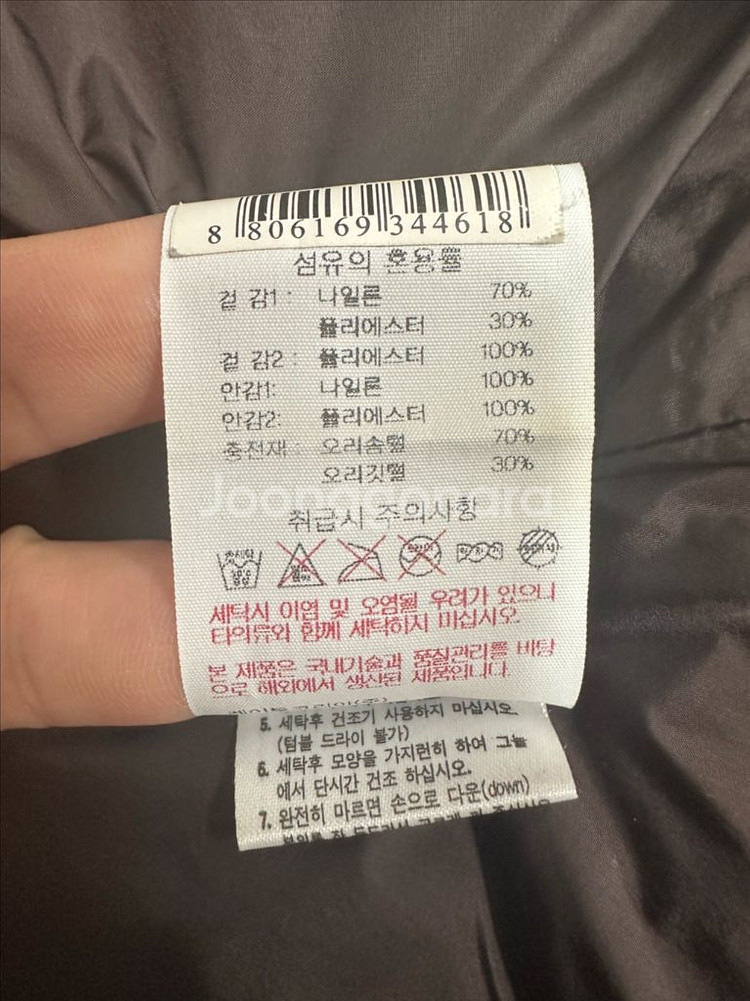 8 806169 344618
섬유의 혼용률
겉 감1 : 나일론 70%
폴리에스터 30%
겉 감2 : 폴리에스터 100%
안감1: 나일론 100%
안감2: 폴리에스터 100%
충전재 : 오리솜털 70%
오리깃털 30%
Joongonara
취급시 주의사항
세탁시 이염 및 오염될 우려가 있으니
타의류와 함께 세탁하지 마십시오.
본 제품은 국내기술과 품질관리를 바탕
으로 해외에서 생산된 제품입니다.
5. 세탁후 건조기 사용하지 마십시오.
(텀블 드라이 불가)
6. 세탁후 모양을 가지런히 하여 그늘
에서 단시간 건조 하십시오.
7. 완전히 마르면 손으로 다운(down)